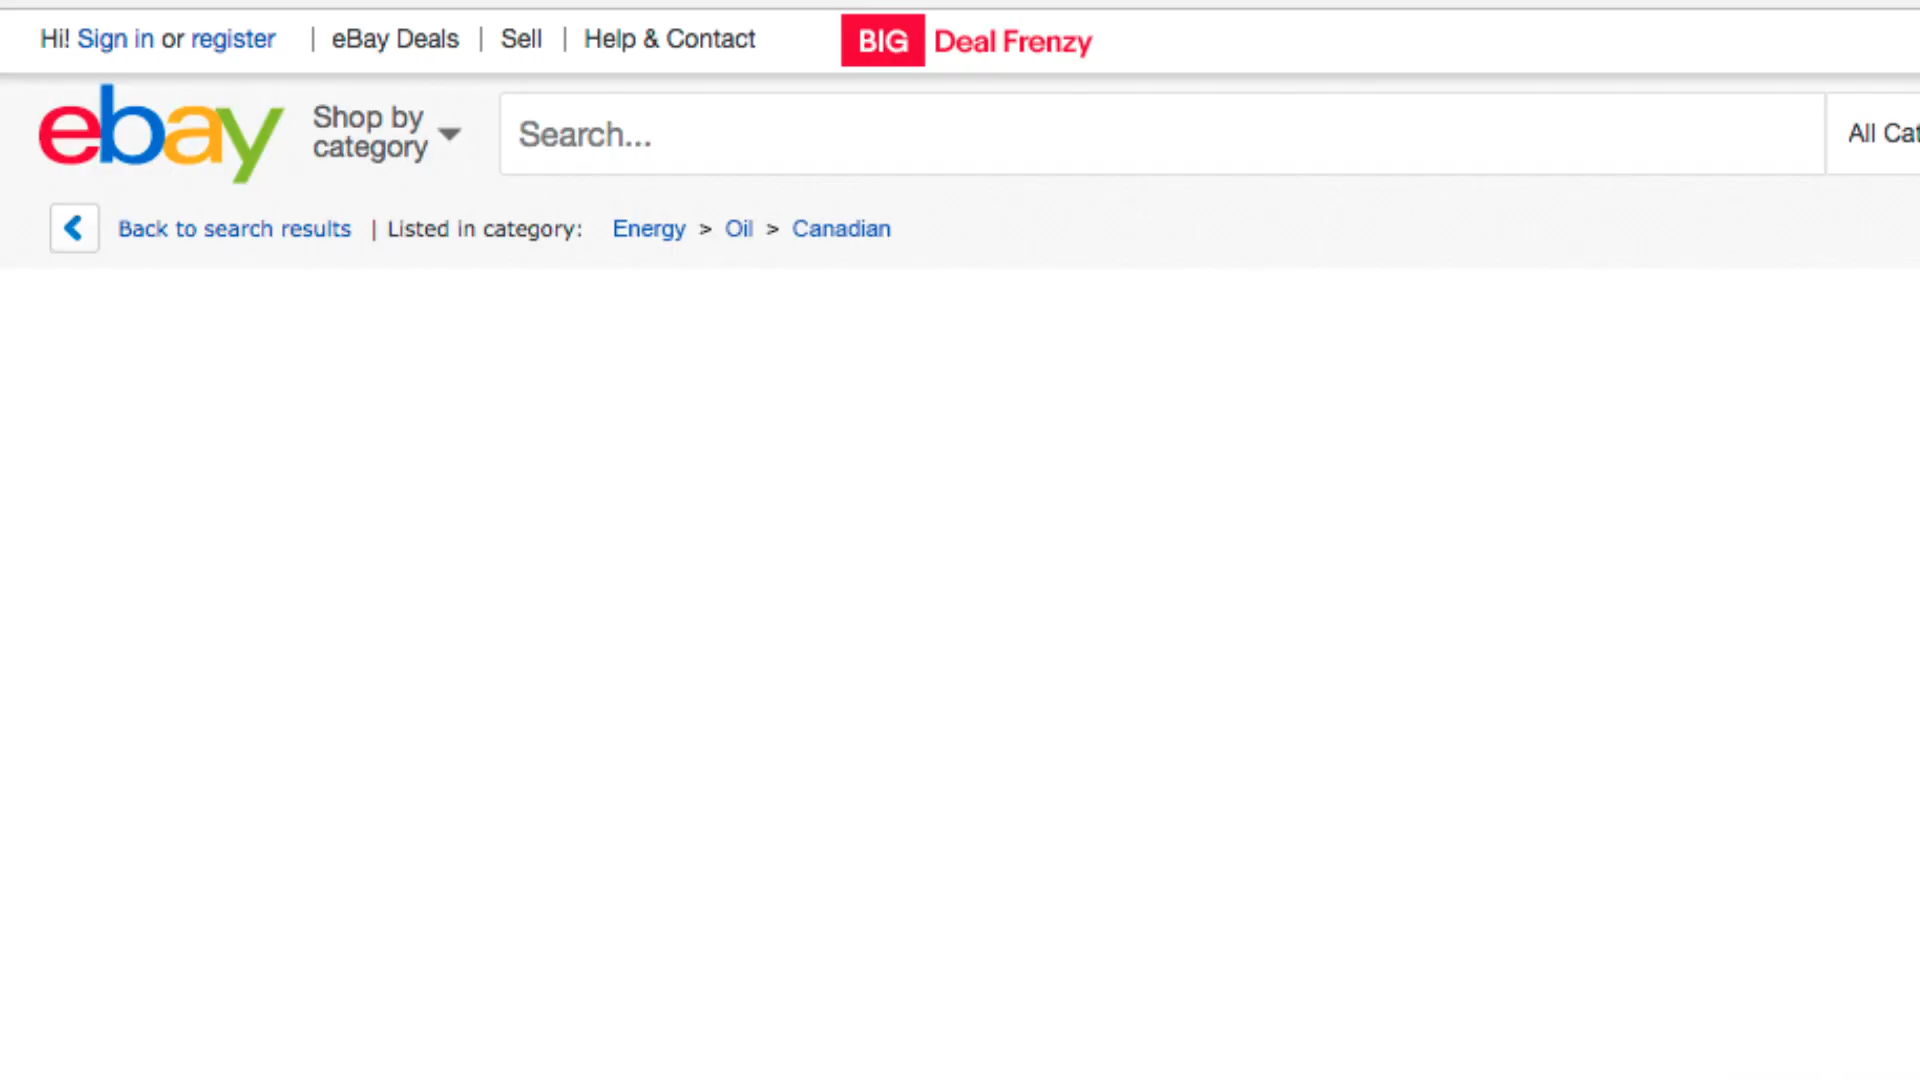 Hi! Sign in or register | eBay Deals | Sell | Help & Contact BIG Deal Frenzy
ebay Shop by category Search... All Cat
Back to search results | Listed in category: Energy > Oil > Canadian